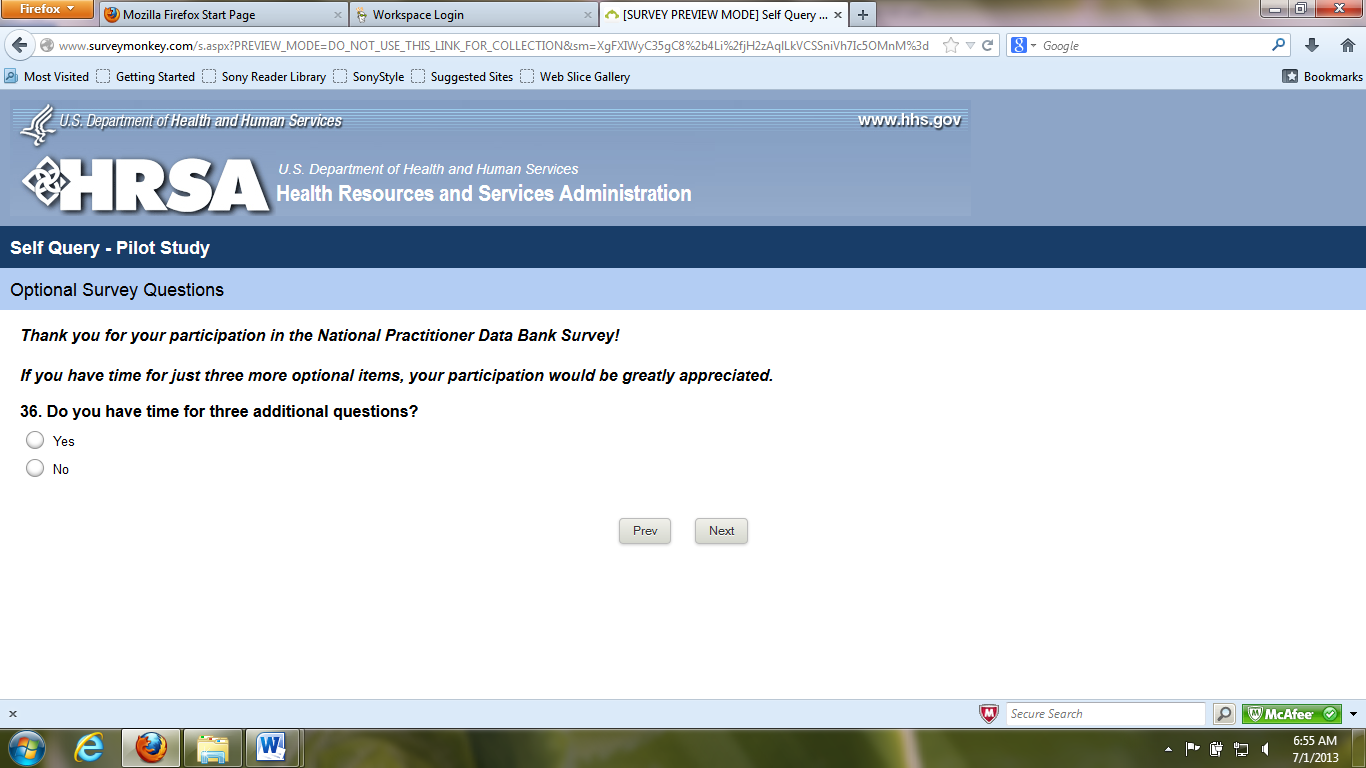 Firefox
Mozilla Firefox Start Page
Workspace Login
[SURVEY PREVIEW MODE] Self Query ...
www.surveymonkey.com/s.aspx?PREVIEW_MODE=DO_NOT_USE_THIS_LINK_FOR_COLLECTION&sm=XgFXIWyC35gC8%2b4Li%2fjH2zAqILkVCSSniVh7Ic5OMnM%3d
Google
Most Visited Getting Started Sony Reader Library SonyStyle Suggested Sites Web Slice Gallery Bookmarks
U.S. Department of Health and Human Services
www.hhs.gov
HRSA
U.S. Department of Health and Human Services
Health Resources and Services Administration
Self Query - Pilot Study
Optional Survey Questions
Thank you for your participation in the National Practitioner Data Bank Survey!
If you have time for just three more optional items, your participation would be greatly appreciated.
36. Do you have time for three additional questions?
Yes
No
Prev Next
Secure Search
McAfee
6:55 AM
7/1/2013